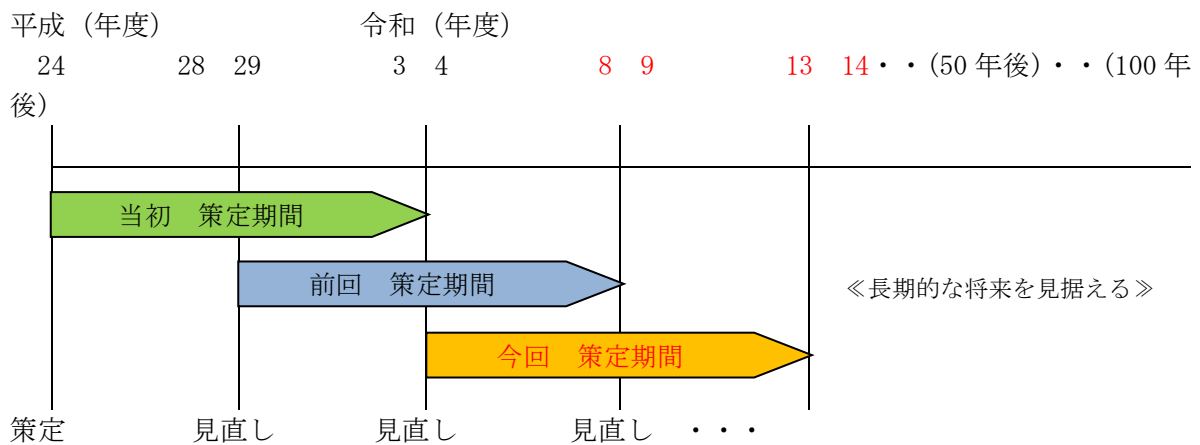 平成（年度） 令和（年度）
24 28 29 3 4 8 9 13 14・・（50 年後）・・（100 年
後）
当初 策定期間
前回 策定期間
≪長期的な将来を見据える≫
今回 策定期間
策定 見直し 見直し 見直し ・・・